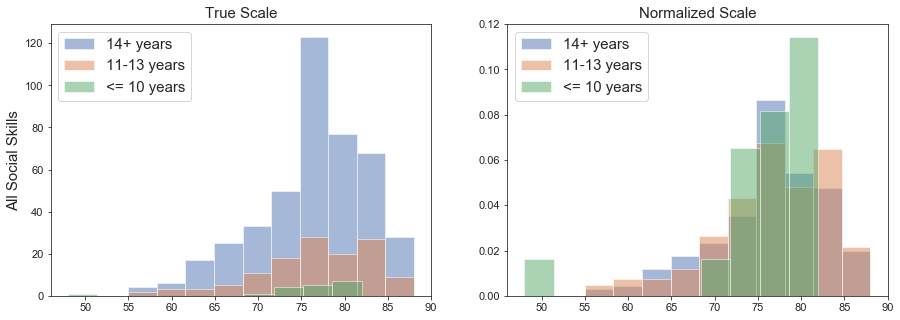 True Scale
14+ years
11-13 years
<= 10 years
All Social Skills
120
100
80
60
40
20
0
50 55 60 65 70 75 80 85 90
Normalized Scale
14+ years
11-13 years
<= 10 years
0.12
0.10
0.08
0.06
0.04
0.02
0.00
50 55 60 65 70 75 80 85 90